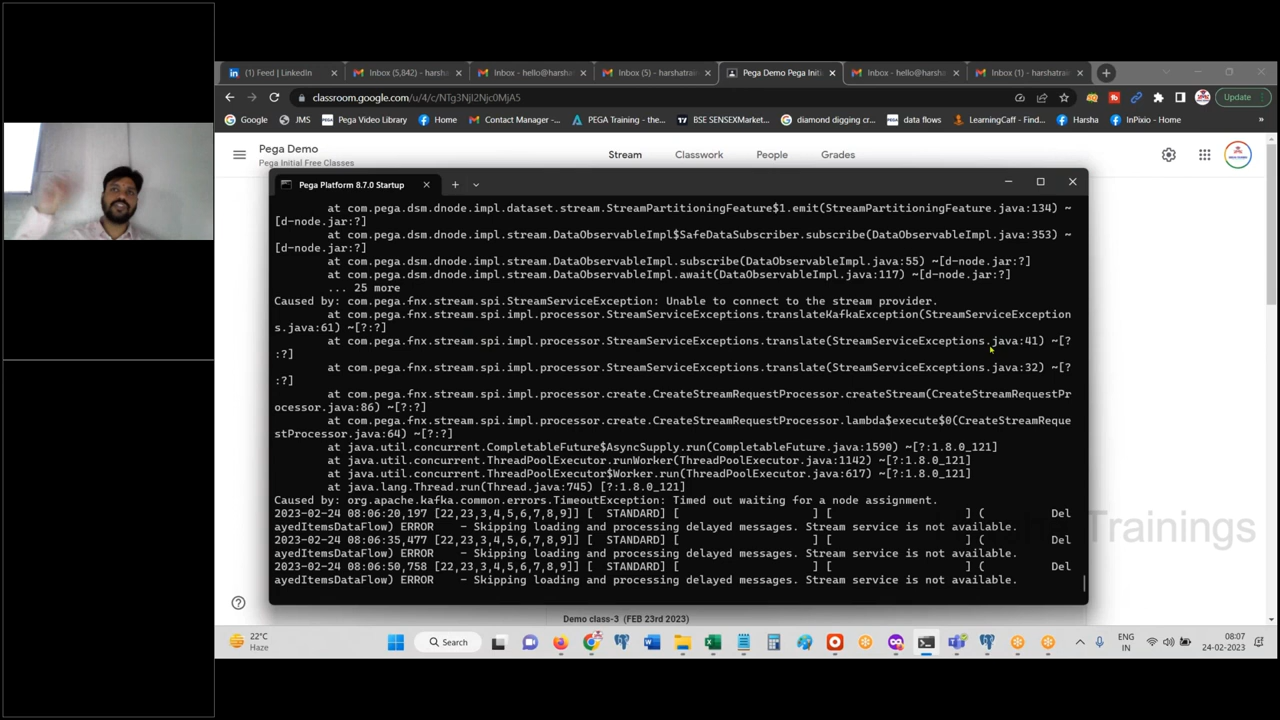 (1) Feed | LinkedIn
Inbox (5,842) - harsha
Inbox - hello@harsha
Inbox (5) - harshatrai
Pega Demo Pega Initi
Inbox - hello@harsha
Inbox (1) - harshatrain
classroom.google.com/u/4/c/NTg3NjI2Njc0MjA5
Update
Google
JMS
Pega Video Library
Home
Contact Manager -...
PEGA Training - the...
BSE SENSEXMarket...
diamond digging cr...
data flows
LearningCaff - Find...
Harsha
InPixio - Home
»
Pega Demo
Pega Initial Free Classes
Stream
Classwork
People
Grades
Pega Platform 8.7.0 Startup
at com.pega.dsm.dnode.impl.dataset.stream.StreamPartitioningFeature$1.emit(StreamPartitioningFeature.java:134) ~
[d-node.jar:?]
at com.pega.dsm.dnode.impl.stream.DataObservableImpl$SafeDataSubscriber.subscribe(DataObservableImpl.java:353) ~
[d-node.jar:?]
at com.pega.dsm.dnode.impl.stream.DataObservableImpl.subscribe(DataObservableImpl.java:55) ~[d-node.jar:?]
at com.pega.dsm.dnode.impl.stream.DataObservableImpl.await(DataObservableImpl.java:117) ~[d-node.jar:?]
... 25 more
Caused by: com.pega.fnx.stream.spi.StreamServiceException: Unable to connect to the stream provider.
at com.pega.fnx.stream.spi.impl.processor.StreamServiceExceptions.translateKafkaException(StreamServiceException
s.java:61) ~[?:?]
at com.pega.fnx.stream.spi.impl.processor.StreamServiceExceptions.translate(StreamServiceExceptions.java:41) ~[?
:?]
at com.pega.fnx.stream.spi.impl.processor.StreamServiceExceptions.translate(StreamServiceExceptions.java:32) ~[?
:?]
at com.pega.fnx.stream.spi.impl.processor.create.CreateStreamRequestProcessor.createStream(CreateStreamRequestPr
ocessor.java:86) ~[?:?]
at com.pega.fnx.stream.spi.impl.processor.create.CreateStreamRequestProcessor.lambda$execute$0(CreateStreamReque
stProcessor.java:64) ~[?:?]
at java.util.concurrent.CompletableFuture$AsyncSupply.run(CompletableFuture.java:1590) ~[?:1.8.0_121]
at java.util.concurrent.ThreadPoolExecutor.runWorker(ThreadPoolExecutor.java:1142) ~[?:1.8.0_121]
at java.util.concurrent.ThreadPoolExecutor$Worker.run(ThreadPoolExecutor.java:617) ~[?:1.8.0_121]
at java.lang.Thread.run(Thread.java:745) [?:1.8.0_121]
Caused by: org.apache.kafka.common.errors.TimeoutException: Timed out waiting for a node assignment.
2023-02-24 08:06:20,197 [22,23,3,4,5,6,7,8,9]] [ STANDARD] [ ] [ ] ( Del
ayedItemsDataFlow) ERROR - Skipping loading and processing delayed messages. Stream service is not available.
2023-02-24 08:06:35,477 [22,23,3,4,5,6,7,8,9]] [ STANDARD] [ ] [ ] ( Del
ayedItemsDataFlow) ERROR - Skipping loading and processing delayed messages. Stream service is not available.
2023-02-24 08:06:50,758 [22,23,3,4,5,6,7,8,9]] [ STANDARD] [ ] [ ] ( Del
ayedItemsDataFlow) ERROR - Skipping loading and processing delayed messages. Stream service is not available.
Trainings
Demo class-3 (FEB 23rd 2023)
22°C
Haze
Search
ENG
IN
08:07
24-02-2023